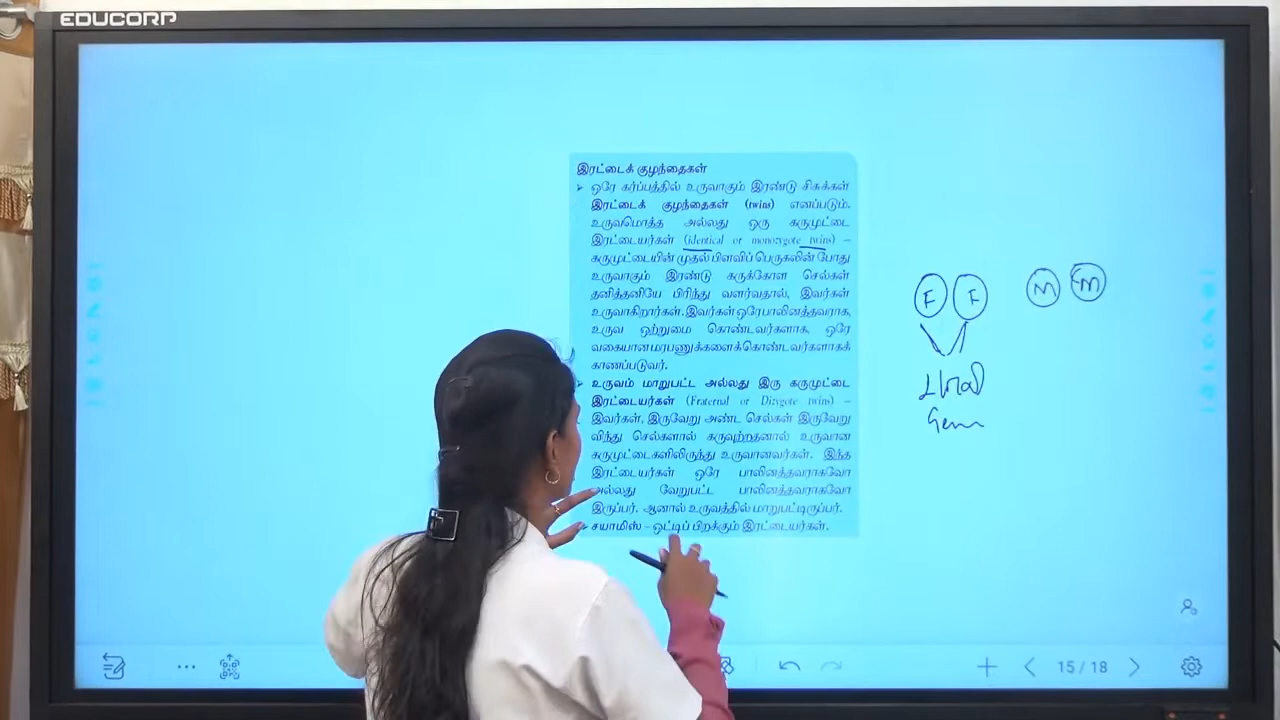 EDUCORP
இரட்டைக் குழந்தைகள்
➤ ஒரே கர்ப்பத்தில் உருவாகும் இரண்டு சிசுக்கள்
இரட்டைக் குழந்தைகள் (twins) எனப்படும்.
உருவமொத்த அல்லது ஒரு கருமுட்டை
இரட்டையர்கள் (identical or monozygote twins) –
கருமுட்டையின் முதல் பிளவிப் பெருகலின் போது
உருவாகும் இரண்டு கருக்கோள செல்கள்
தனித்தனியே பிரிந்து வளர்வதால், இவர்கள்
உருவாகிறார்கள். இவர்கள் ஒரேபாலினத்தவராக,
உருவ ஒற்றுமை கொண்டவர்களாக, ஒரே
வகையானமரபணுக்களைக்கொண்டவர்களாகக்
காணப்படுவர்.
உருவம் மாறுபட்ட அல்லது இரு கருமுட்டை
இரட்டையர்கள் (Fraternal or Dizygote twins) –
இவர்கள், இருவேறு அண்ட செல்கள் இருவேறு
விந்து செல்களால் கருவுற்றதனால் உருவான
கருமுட்டைகளிலிருந்து உருவானவர்கள். இந்த
இரட்டையர்கள் ஒரே பாலினத்தவராகவோ
அல்லது வேறுபட்ட பாலினத்தவராகவோ
இருப்பர். ஆனால் உருவத்தில் மாறுபட்டிருப்பர்.
➤ சயாமிஸ் – ஒட்டிப் பிறக்கும் இரட்டையர்கள்.
F F M M
15 / 18